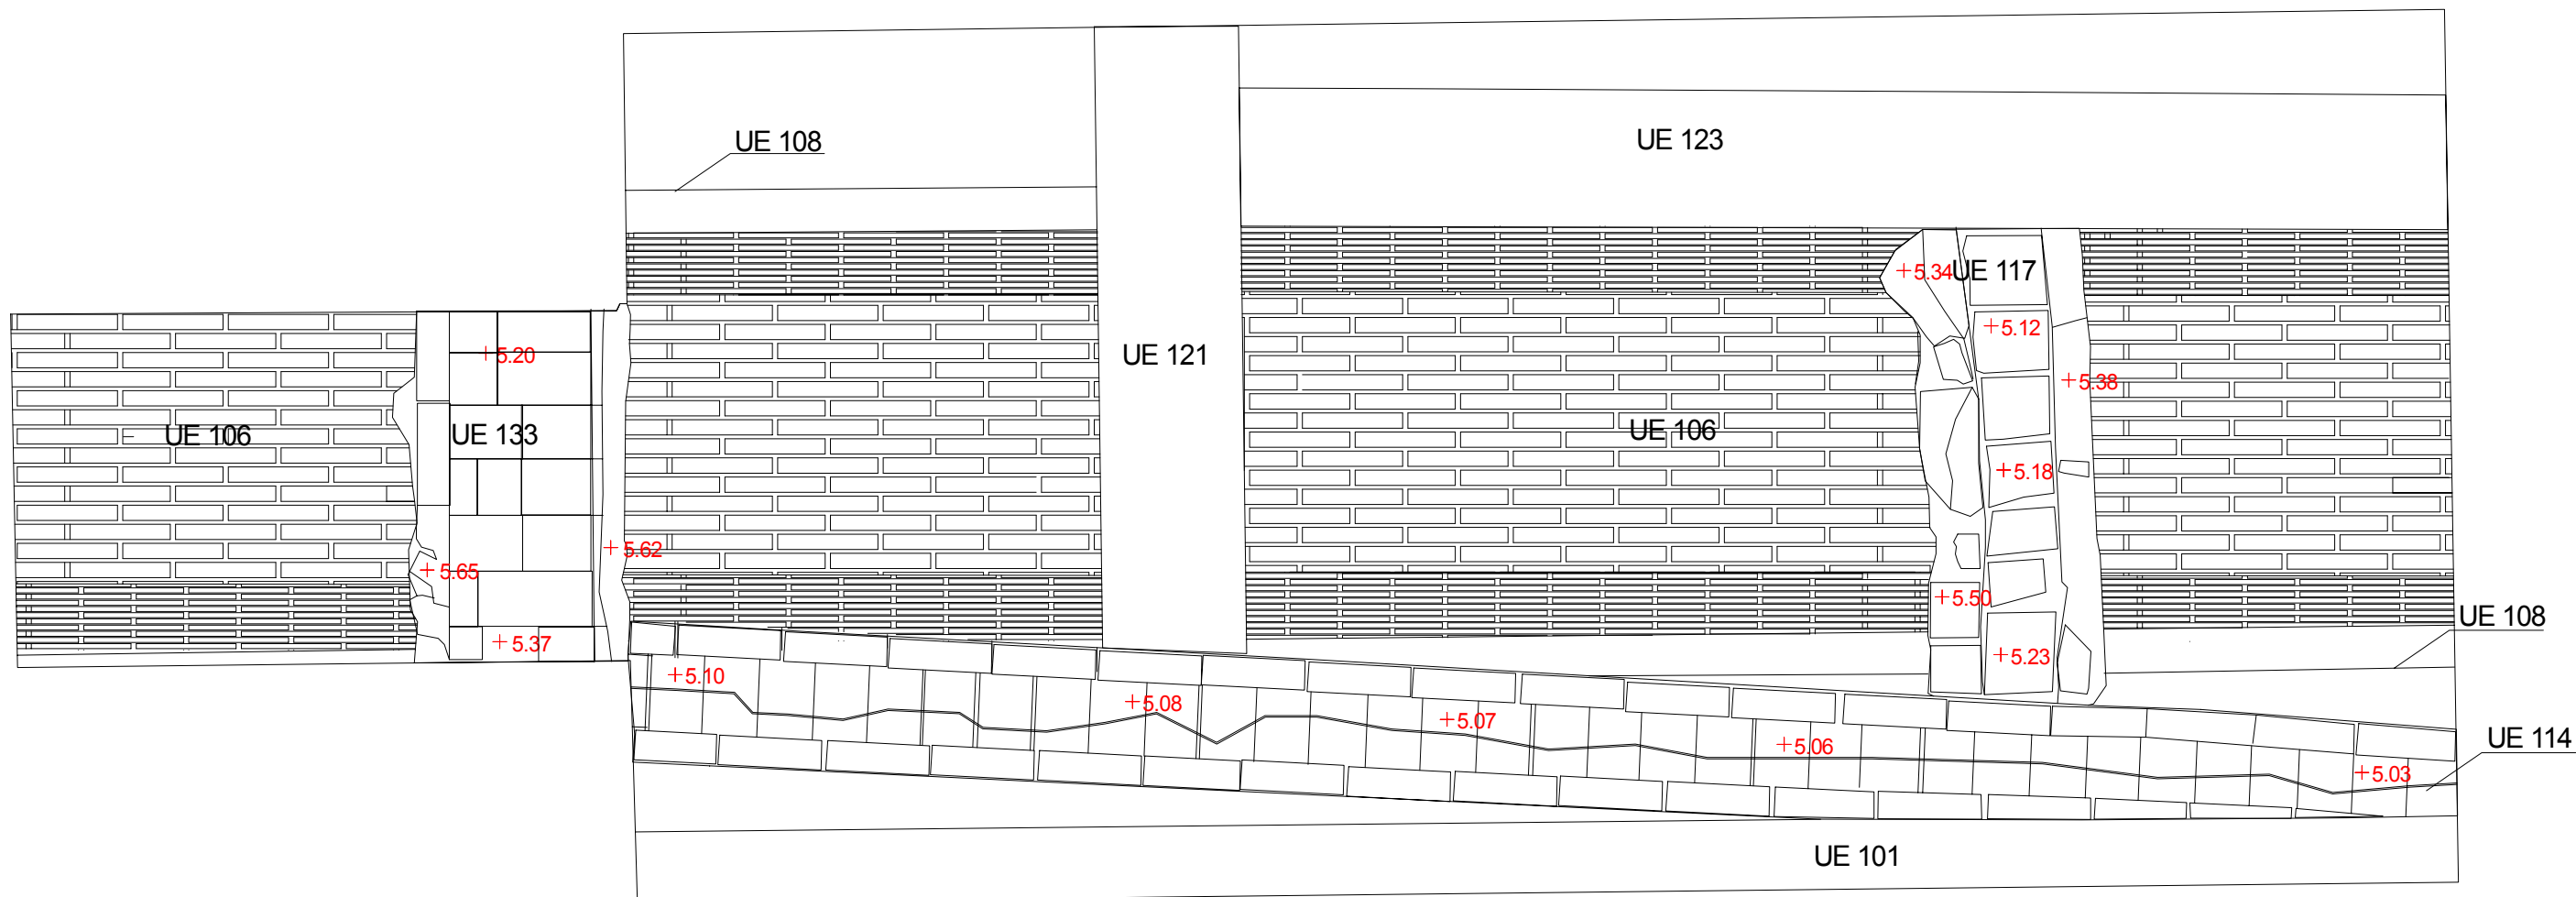 UE 108
UE 123
UE 117
+5.34
+5.12
UE 121
+5.20
+5.38
UE 106
UE 133
UE 106
+5.18
+5.62
+5.65
+5.50
UE 108
+5.37
+5.23
+5.10
+5.08
+5.07
UE 114
+5.06
+5.03
UE 101